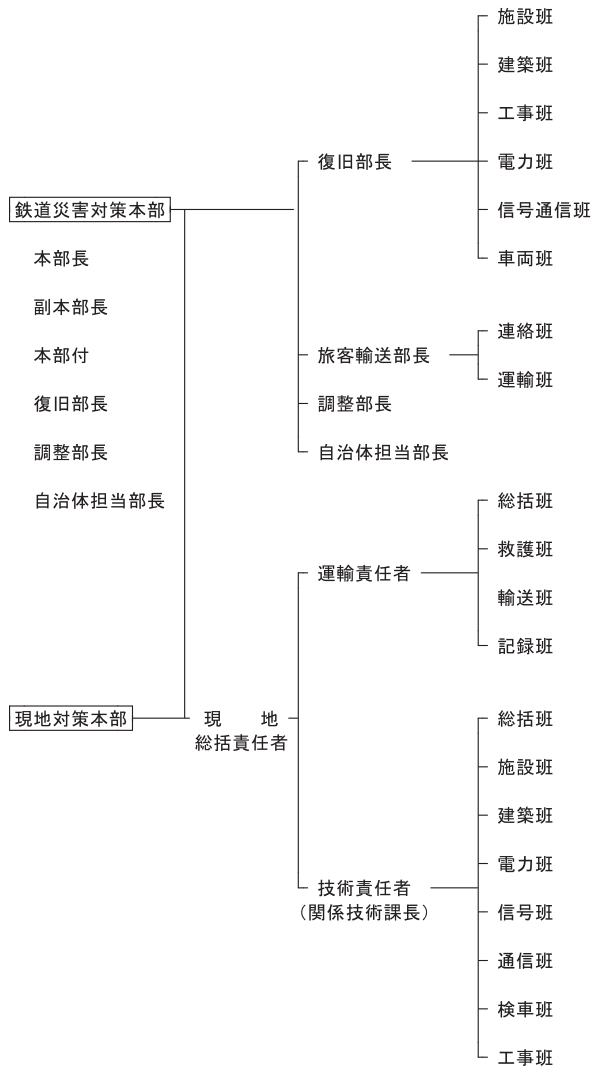 鉄道災害対策本部
本部長
副本部長
本部付
復旧部長
調整部長
自治体担当部長
復旧部長
施設班
建築班
工事班
電力班
信号通信班
車両班
旅客輸送部長
連絡班
運輸班
調整部長
自治体担当部長
現地対策本部
現　地
総括責任者
運輸責任者
総括班
救護班
輸送班
記録班
技術責任者
（関係技術課長）
総括班
施設班
建築班
電力班
信号班
通信班
検車班
工事班